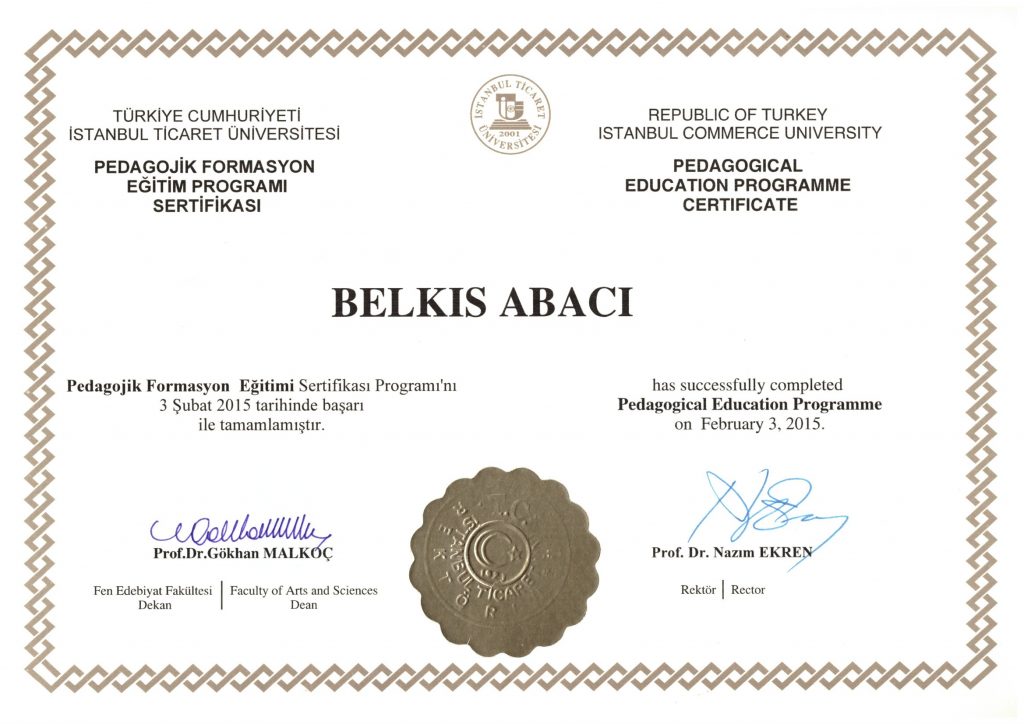 İSTANBUL TİCARET
ÜNİVERSİTESİ
2001
TÜRKİYE CUMHURİYETİ
İSTANBUL TİCARET ÜNİVERSİTESİ
PEDAGOJİK FORMASYON
EĞİTİM PROGRAMI
SERTİFİKASI
REPUBLIC OF TURKEY
ISTANBUL COMMERCE UNIVERSITY
PEDAGOGICAL
EDUCATION PROGRAMME
CERTIFICATE
BELKIS ABACI
Pedagojik Formasyon Eğitimi Sertifikası Programı'nı
3 Şubat 2015 tarihinde başarı
ile tamamlamıştır.
has successfully completed
Pedagogical Education Programme
on February 3, 2015.
Prof.Dr.Gökhan MALKOÇ
Fen Edebiyat Fakültesi | Faculty of Arts and Sciences
Dekan | Dean
T.C.
İSTANBUL TİCARET
Prof. Dr. Nazım EKREN
Rektör | Rector